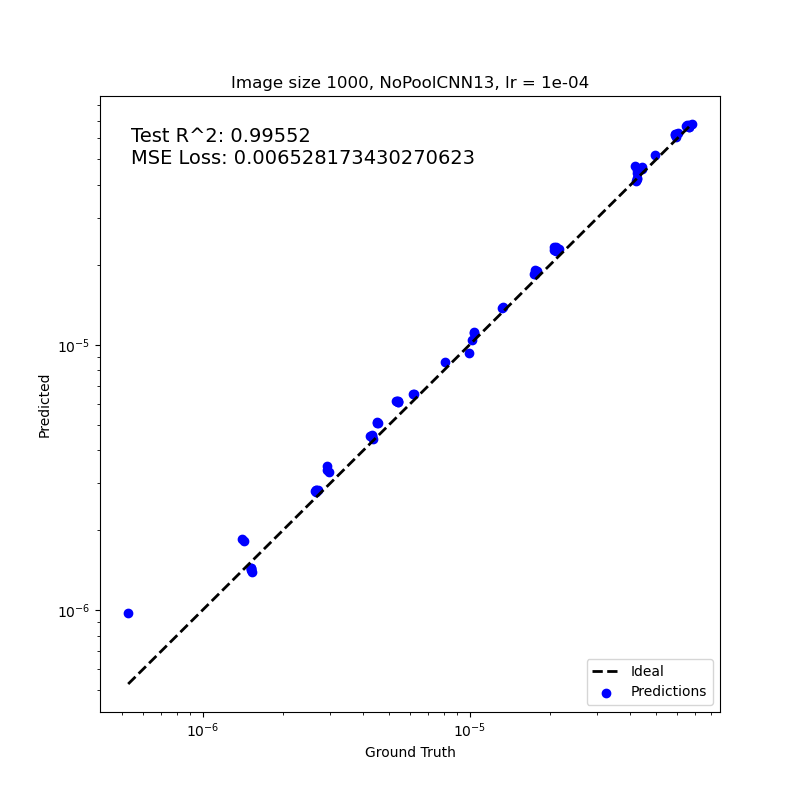 Image size 1000, NoPoolCNN13, lr = 1e-04
Test R^2: 0.99552
MSE Loss: 0.006528173430270623
10⁻⁵
10⁻⁶
Predicted
10⁻⁶ 10⁻⁵
Ground Truth
Ideal
Predictions